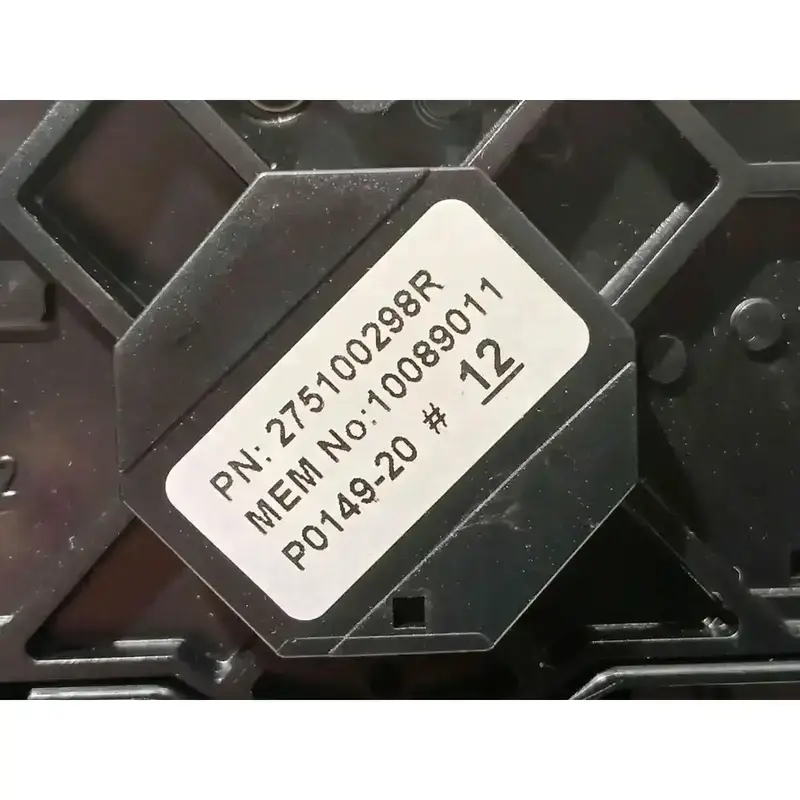 PN: 275100298R
MEM No:10089011
P0149-20 # 12